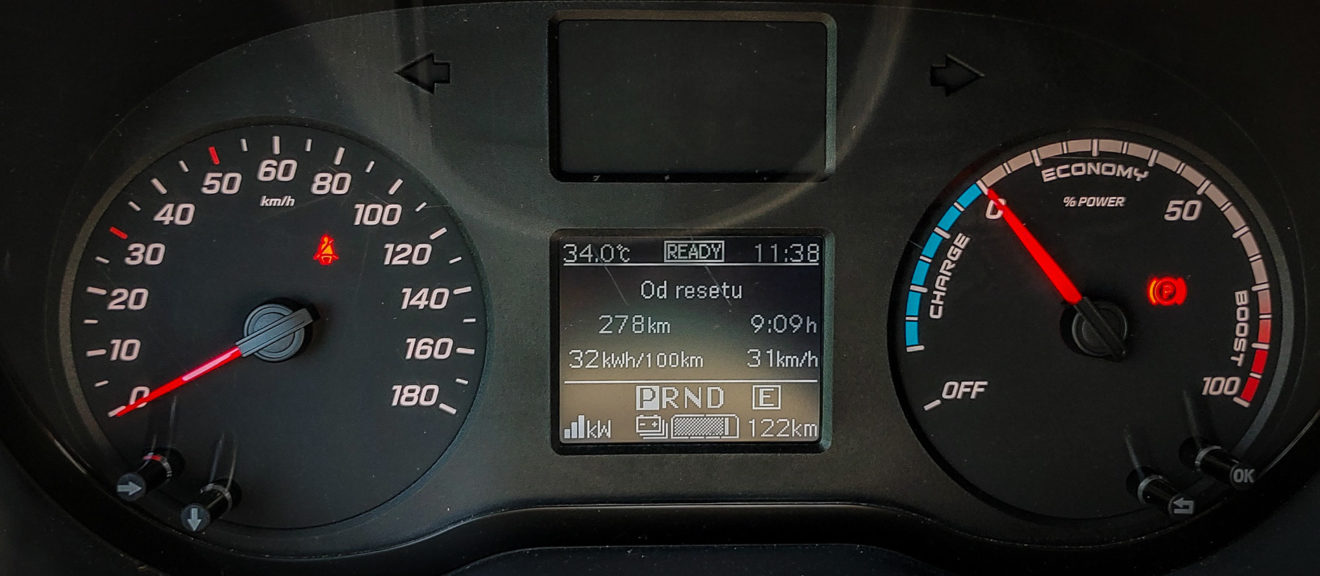 0
10
20
30
40
50
60
80
100
120
140
160
180
km/h
34.0°C READY 11:38
Od resetu
278km 9:09h
32kWh/100km 31km/h
PRND E
kW 122km
OFF
CHARGE
0
ECONOMY
% POWER
50
BOOST
100
P
OK